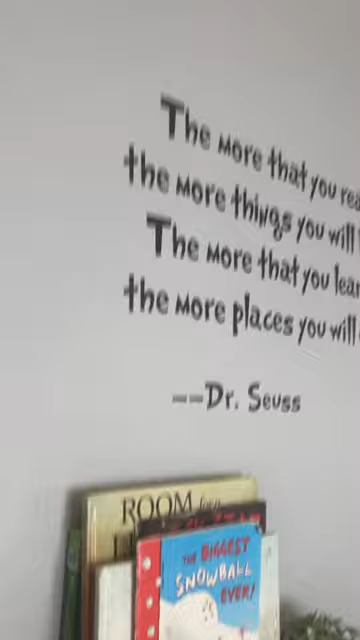 The more that you rea
the more things you will
The more that you lear
the more places you will
--Dr. Seuss
ROOM for a
THE BIGGEST
SNOWBALL
EVER!